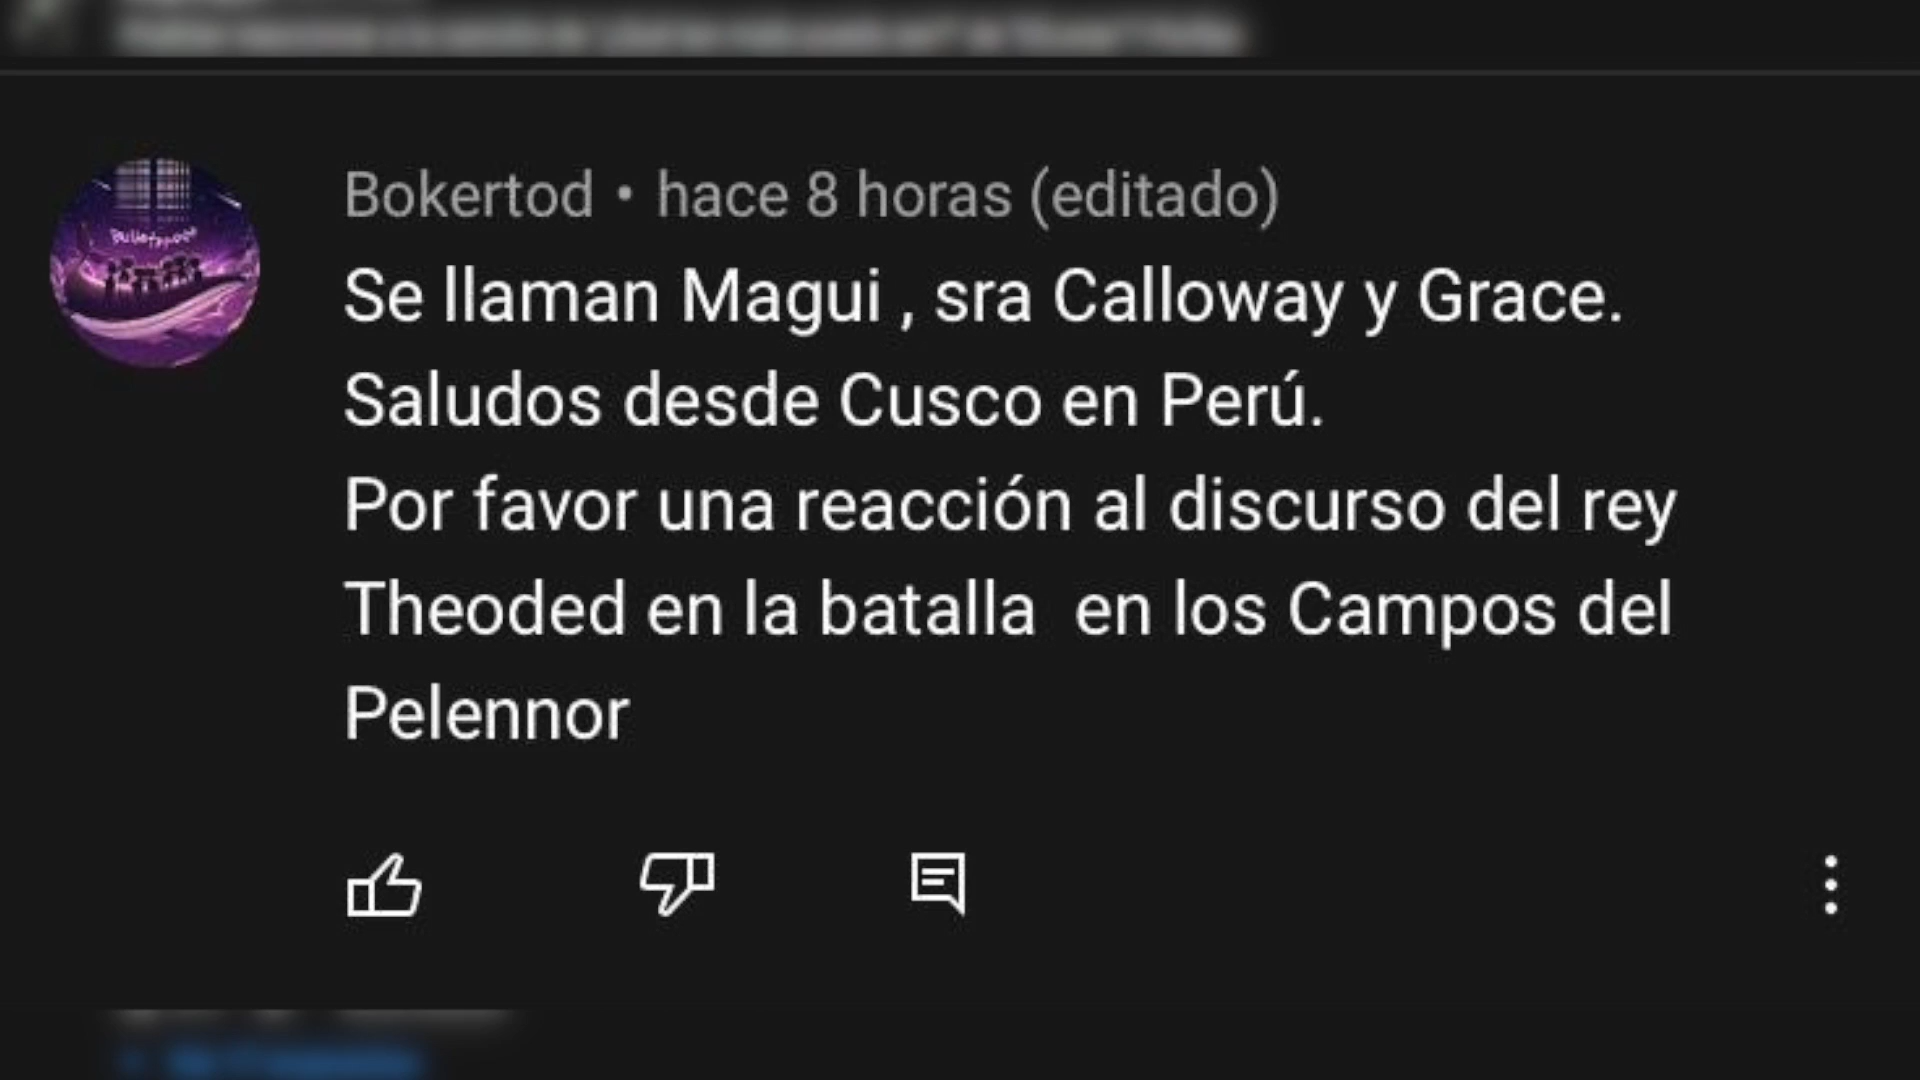 Bokertod • hace 8 horas (editado)
Se llaman Magui , sra Calloway y Grace.
Saludos desde Cusco en Perú.
Por favor una reacción al discurso del rey
Theoded en la batalla  en los Campos del
Pelennor